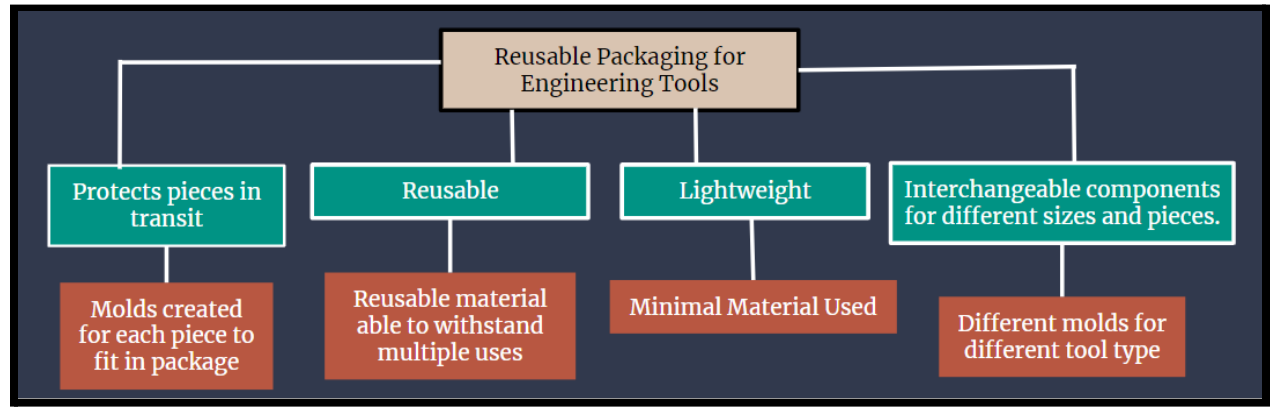 Reusable Packaging for
Engineering Tools
Protects pieces in
transit
Reusable
Lightweight
Interchangeable components
for different sizes and pieces.
Molds created
for each piece to
fit in package
Reusable material
able to withstand
multiple uses
Minimal Material Used
Different molds for
different tool type